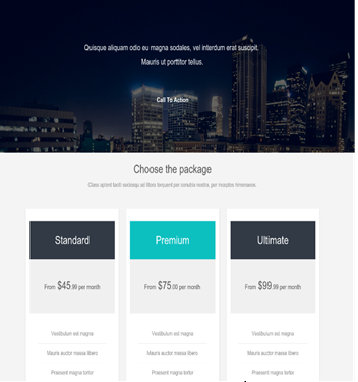 Quisque aliquam odio eu magna sodales, vel interdum erat suscipit.
Mauris ut porttitor tellus.
Call To Action
Choose the package
Class aptent taciti sociosqu ad litora torquent per conubia nostra, per inceptos himenaeos.
Standard
Premium
Ultimate
From $45.99 per month
From $75.00 per month
From $99.99 per month
Vestibulum est magna
Vestibulum est magna
Vestibulum est magna
Mauris auctor massa libero
Mauris auctor massa libero
Mauris auctor massa libero
Praesent magna tortor
Praesent magna tortor
Praesent magna tortor